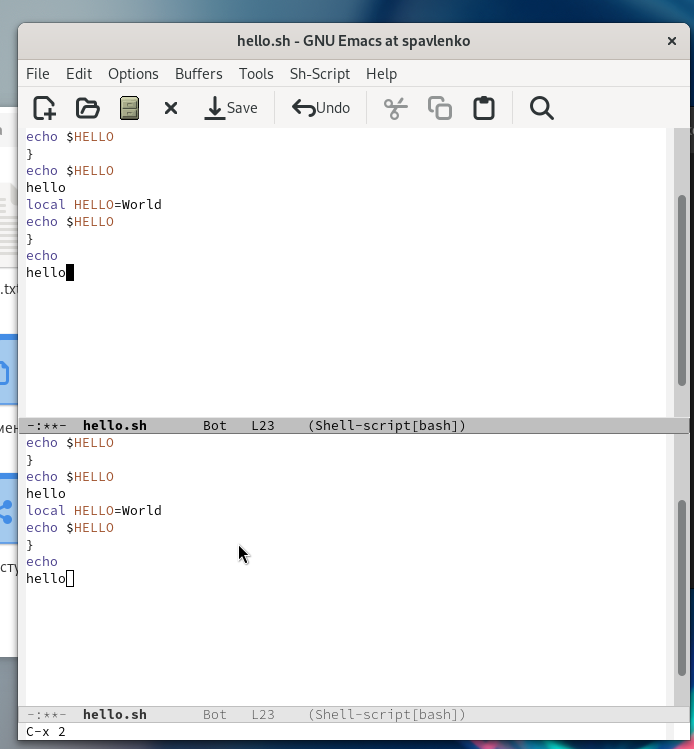 hello.sh - GNU Emacs at spavlenko
File Edit Options Buffers Tools Sh-Script Help
Save Undo
echo $HELLO
}
echo $HELLO
hello
local HELLO=World
echo $HELLO
}
echo
hello
-:**- hello.sh Bot L23 (Shell-script[bash])
echo $HELLO
}
echo $HELLO
hello
local HELLO=World
echo $HELLO
}
echo
hello
-:**- hello.sh Bot L23 (Shell-script[bash])
C-x 2
.txt